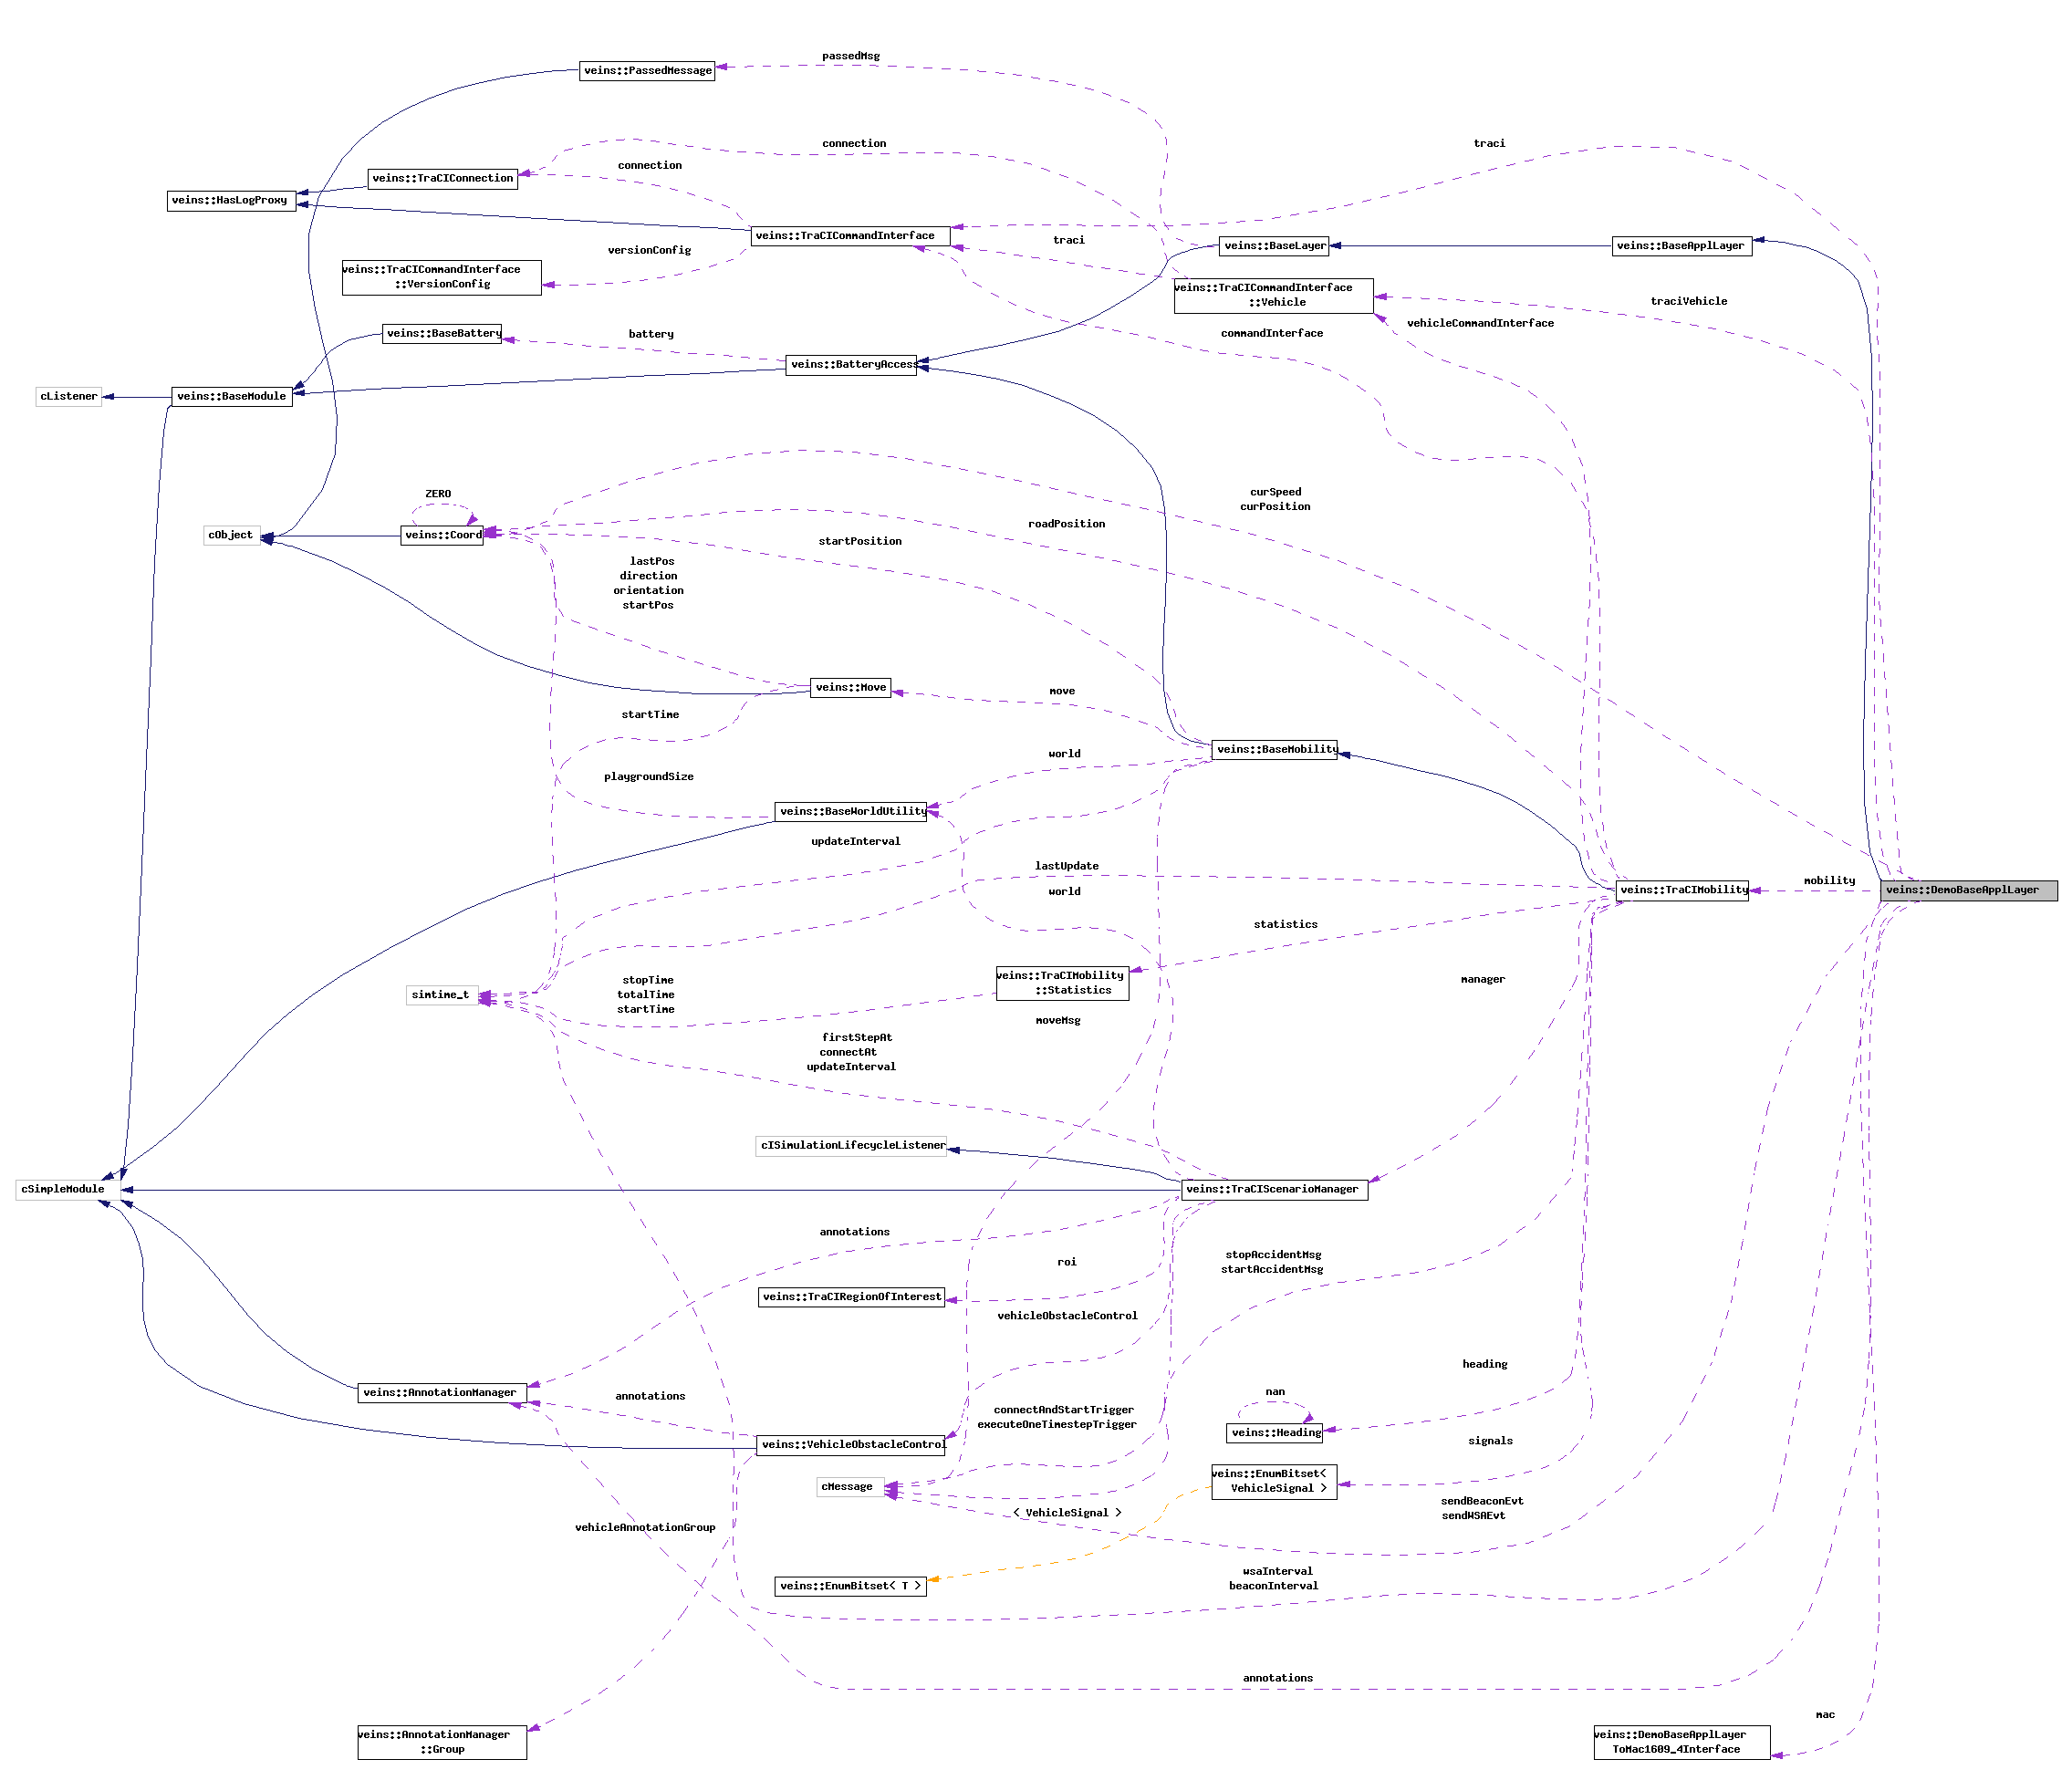 passedMsg
veins::PassedMessage
connection
traci
connection
veins::TraCIConnection
veins::HasLogProxy
veins::TraCICommandInterface
traci
veins::BaseLayer
veins::BaseApplLayer
versionConfig
veins::TraCICommandInterface
::VersionConfig
veins::TraCICommandInterface
::Vehicle
traciVehicle
vehicleCommandInterface
veins::BaseBattery
battery
commandInterface
veins::BatteryAccess
cListener
veins::BaseModule
ZERO
curSpeed
curPosition
roadPosition
cObject
veins::Coord
startPosition
lastPos
direction
orientation
startPos
veins::Move
move
startTime
veins::BaseMobility
world
playgroundSize
veins::BaseWorldUtility
updateInterval
lastUpdate
world
mobility
veins::TraCIMobility
veins::DemoBaseApplLayer
statistics
veins::TraCIMobility
::Statistics
manager
stopTime
totalTime
startTime
simtime_t
moveMsg
firstStepAt
connectAt
updateInterval
cISimulationLifecycleListener
cSimpleModule
veins::TraCIScenarioManager
annotations
stopAccidentMsg
startAccidentMsg
roi
veins::TraCIRegionOfInterest
vehicleObstacleControl
heading
veins::AnnotationManager
annotations
nan
connectAndStartTrigger
executeOneTimestepTrigger
veins::Heading
veins::VehicleObstacleControl
signals
veins::EnumBitset<
VehicleSignal >
cMessage
sendBeaconEvt
sendWSAEvt
< VehicleSignal >
vehicleAnnotationGroup
wsaInterval
beaconInterval
veins::EnumBitset< T >
annotations
mac
veins::AnnotationManager
::Group
veins::DemoBaseApplLayer
ToMac1609_4Interface